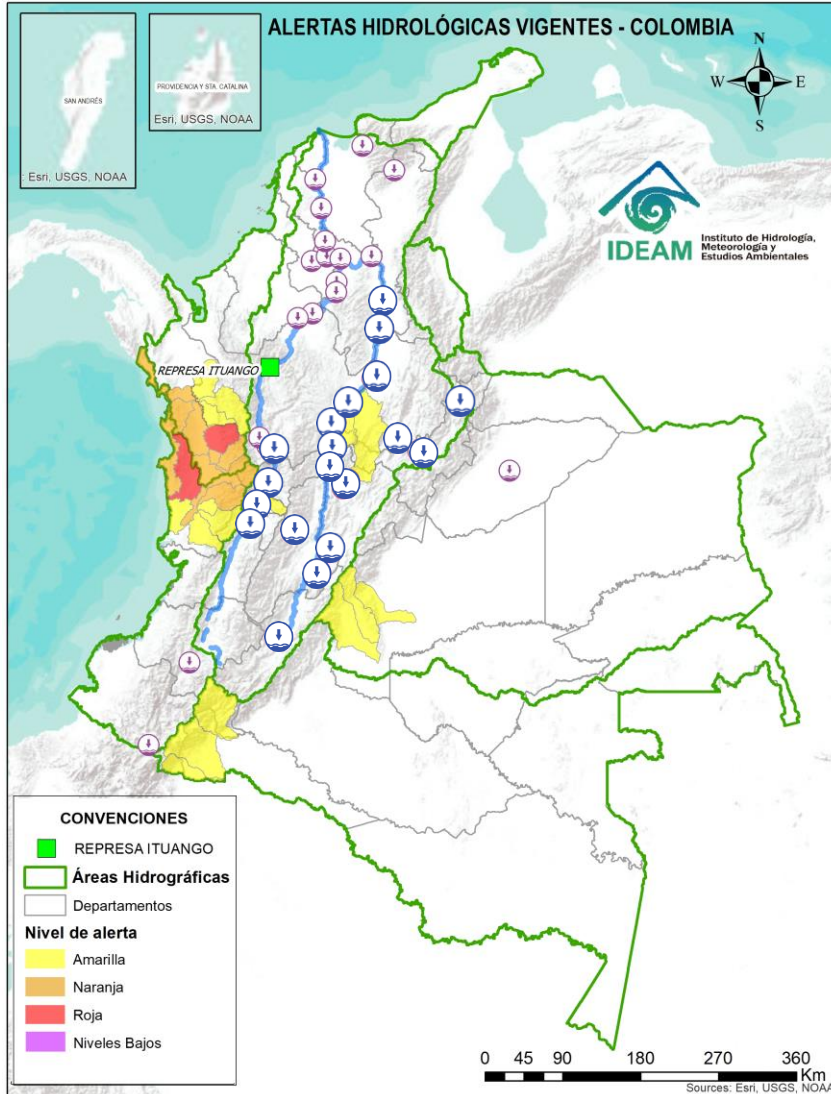 ALERTAS HIDROLÓGICAS VIGENTES - COLOMBIA
SAN ANDRÉS
: Esri, USGS, NOAA
PROVIDENCIA Y STA. CATALINA
Esri, USGS, NOAA
N
W
E
S
IDEAM
Instituto de Hidrología,
Meteorología y
Estudios Ambientales
REPRESA ITUANGO
CONVENCIONES
REPRESA ITUANGO
Áreas Hidrográficas
Departamentos
Nivel de alerta
Amarilla
Naranja
Roja
Niveles Bajos
0 45 90 180 270 360
Km
Sources: Esri, USGS, NOAA